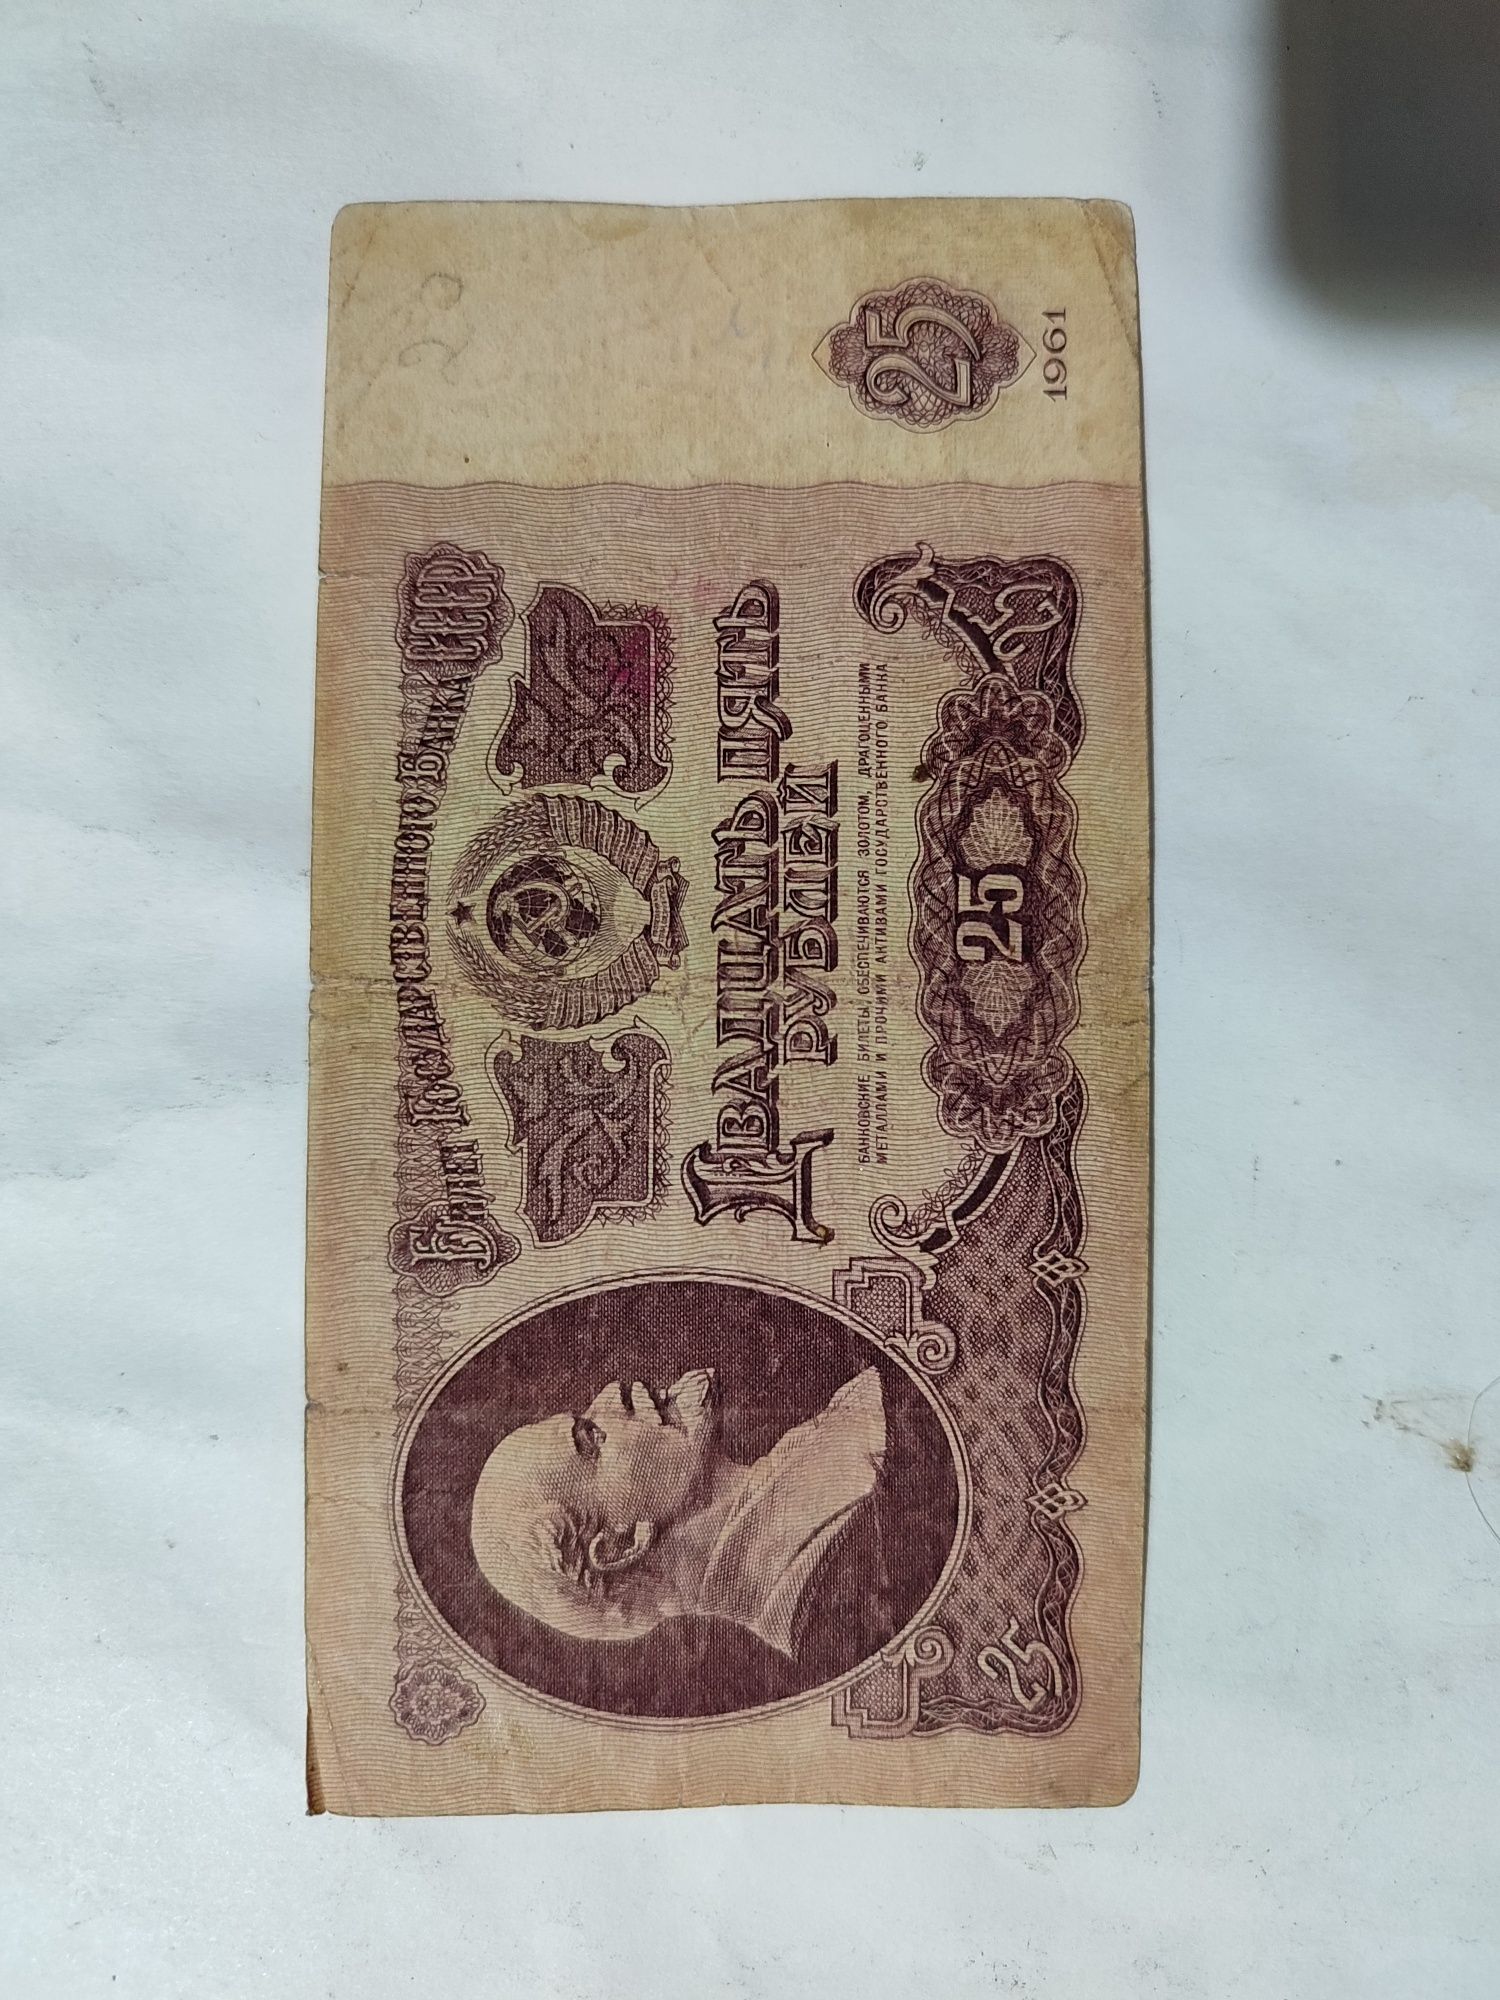 Билет Государственного Банка СССР
Двадцать пять
рублей
БАНКОВСКИЕ БИЛЕТЫ, ОБЕСПЕЧИВАЮТСЯ ЗОЛОТОМ, ДРАГОЦЕННЫМИ
МЕТАЛЛАМИ И ПРОЧИМИ АКТИВАМИ ГОСУДАРСТВЕННОГО БАНКА
25
25
25
25
1961